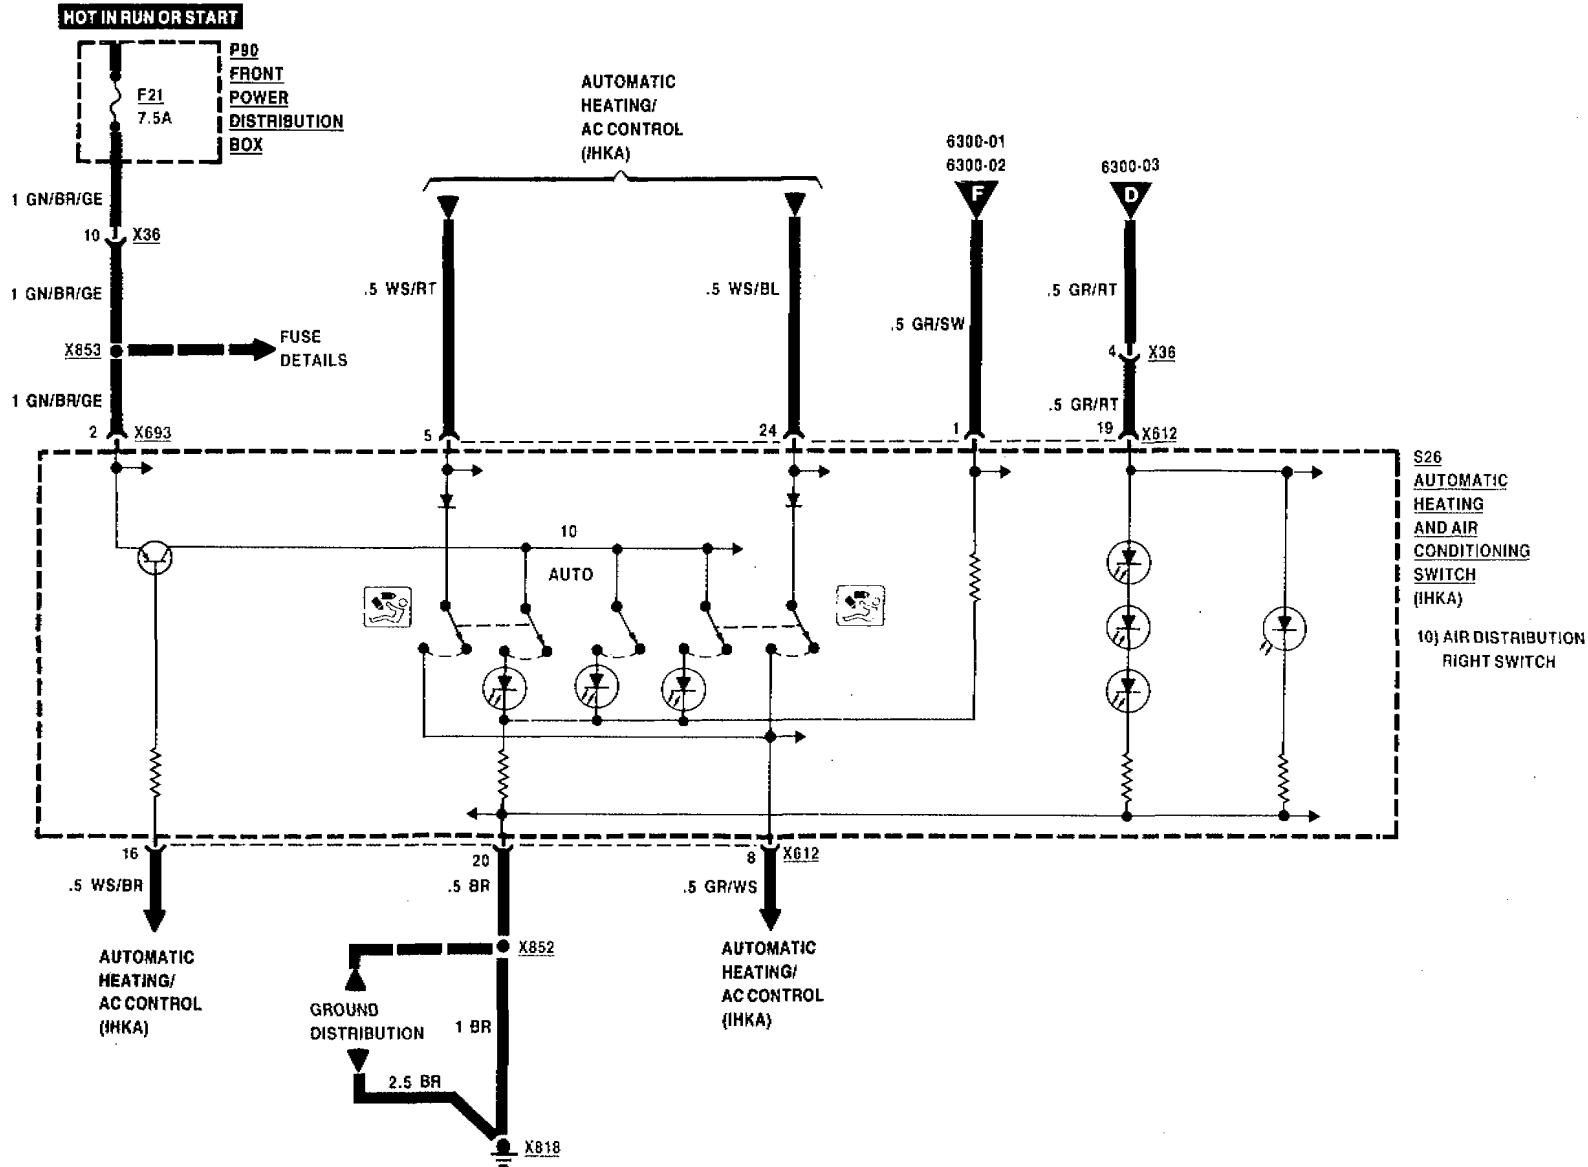 HOT IN RUN OR START
P90
FRONT
POWER
DISTRIBUTION
BOX
F21
7.5A
AUTOMATIC
HEATING/
AC CONTROL
(IHKA)
6300-01
6300-02
F
6300-03
D
1 GN/BR/GE
10
X36
1 GN/BR/GE
.5 WS/RT
.5 WS/BL
.5 GR/RT
.5 GR/SW
X853
FUSE
DETAILS
4
X36
1 GN/BR/GE
.5 GR/RT
2
X693
5
24
1
19
X612
S26
AUTOMATIC
HEATING
AND AIR
CONDITIONING
SWITCH
(IHKA)
10) AIR DISTRIBUTION
RIGHT SWITCH
10
AUTO
16
20
8
X612
.5 WS/BR
.5 BR
.5 GR/WS
AUTOMATIC
HEATING/
AC CONTROL
(IHKA)
X852
AUTOMATIC
HEATING/
AC CONTROL
(IHKA)
GROUND
DISTRIBUTION
1 BR
2.5 BR
X818